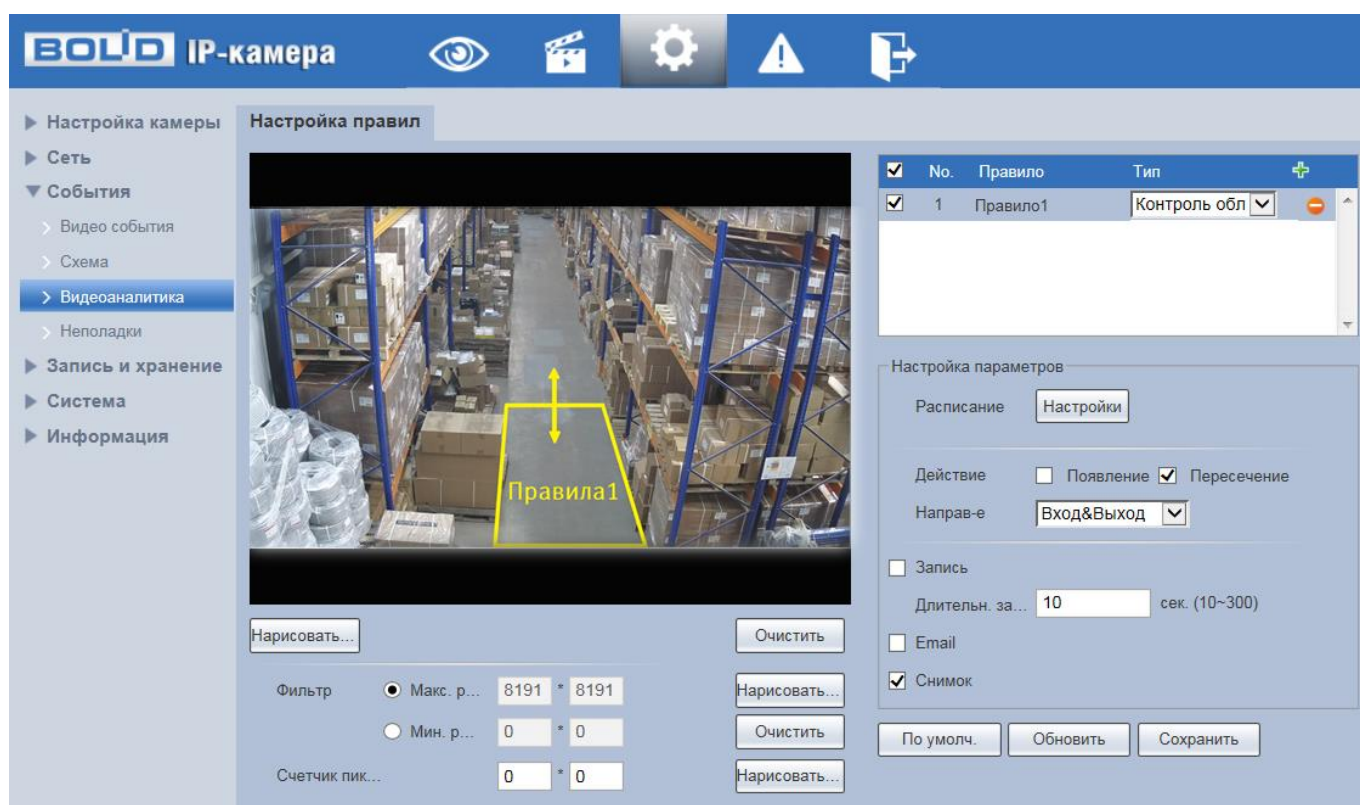 BOLID IP-камера
Настройка камеры
Сеть
События
Видео события
Схема
Видеоаналитика
Неполадки
Запись и хранение
Система
Информация
Настройка правил
Правила1
Нарисовать...
Очистить
Фильтр Макс. р... 8191 * 8191 Нарисовать...
Мин. р... 0 * 0 Очистить
Счетчик пик... 0 * 0 Нарисовать...
No. Правило Тип
1 Правило1 Контроль обл
Настройка параметров
Расписание Настройки
Действие Появление Пересечение
Направ-е Вход&Выход
Запись
Длительн. за... 10 сек. (10~300)
Email
Снимок
По умолч. Обновить Сохранить